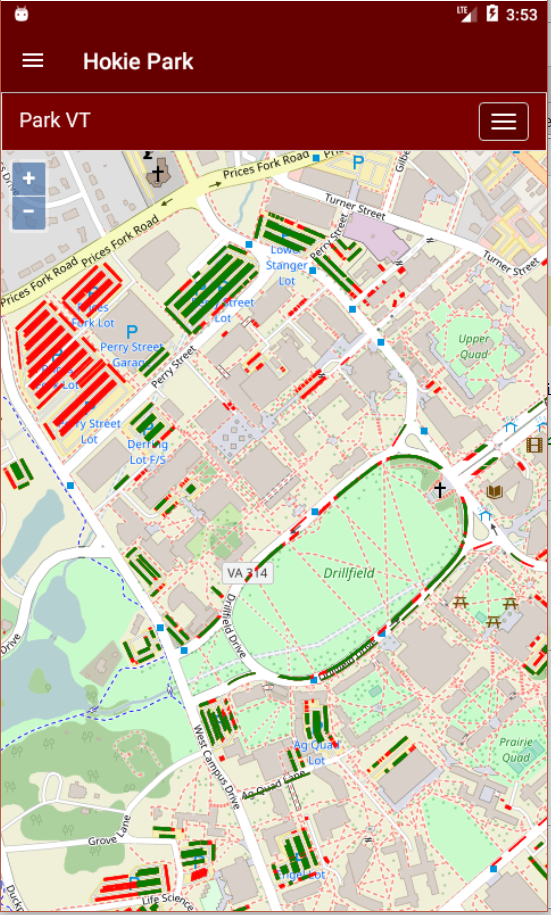 LTE 3:53
Hokie Park
Park VT
+
−
Prices Fork Road
Prices Fork Road
Prices Fork Road
P
Turner Street
Turner Street
Perry Street
Lower
Stanger
Lot
Perry Street
Lot
Fork Lot
P
Perry Street
Garage
Perry Street
Lot
Perry Street
Derring
Lot F/S
Upper
Quad
VA 314
Drillfield
Drillfield Drive
Drillfield Drive
Drive
West Campus Drive
Ag Quad
Lot
Ag Quad Lane
Prairie
Quad
Grove Lane
Engel Lot
Life Science